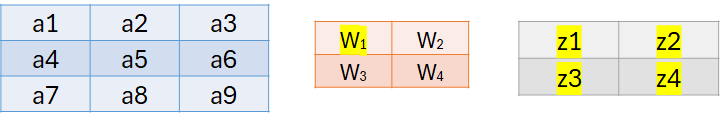 a1 a2 a3
a4 a5 a6
a7 a8 a9
W₁ W₂
W₃ W₄
z1 z2
z3 z4